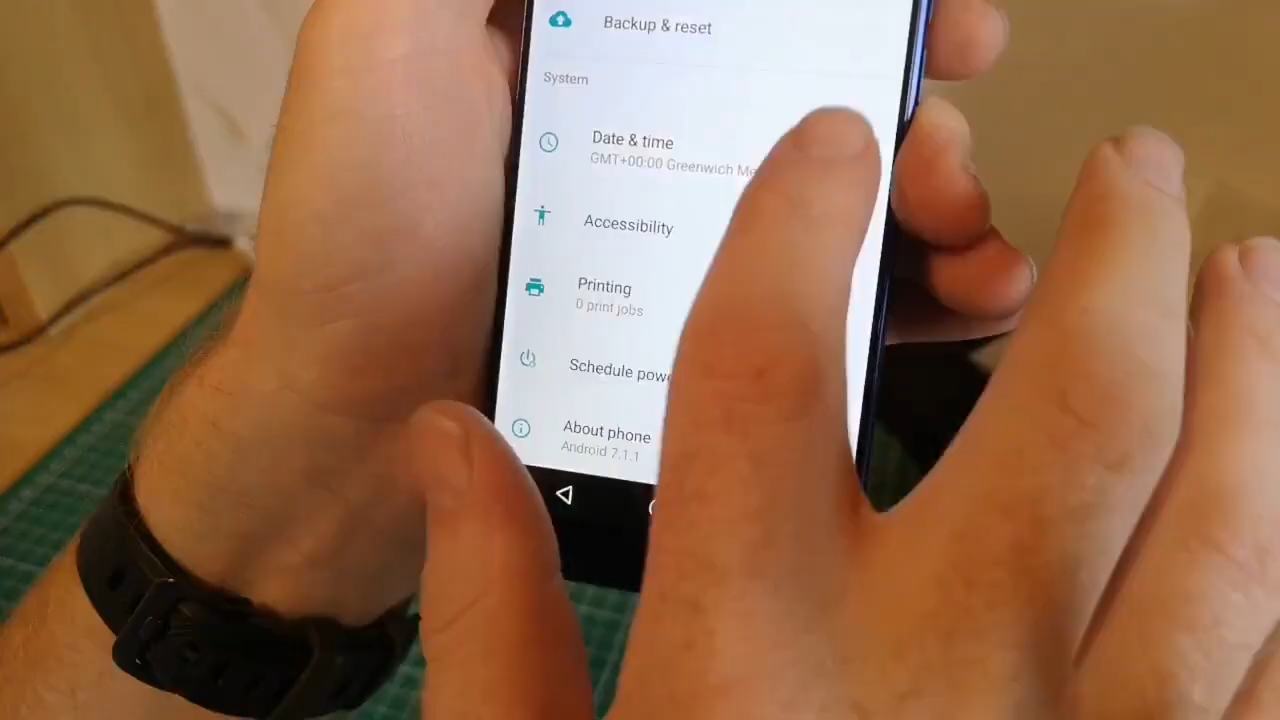 Backup & reset
System
Date & time
GMT+00:00 Greenwich
Accessibility
Printing
0 print jobs
Schedule
About phone
Android 7.1.1